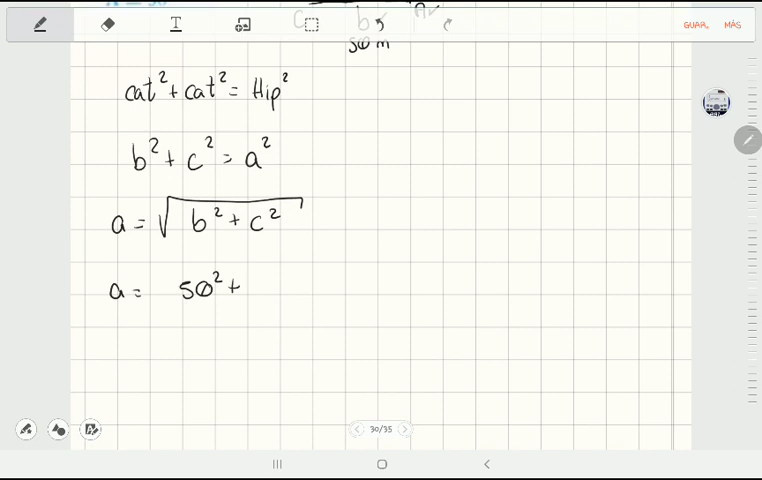 GUAR.
MÁS
C
b
50 m
cat² + cat² = Hip²
b² + c² = a²
a = √b² + c²
a = 50² +
30/35